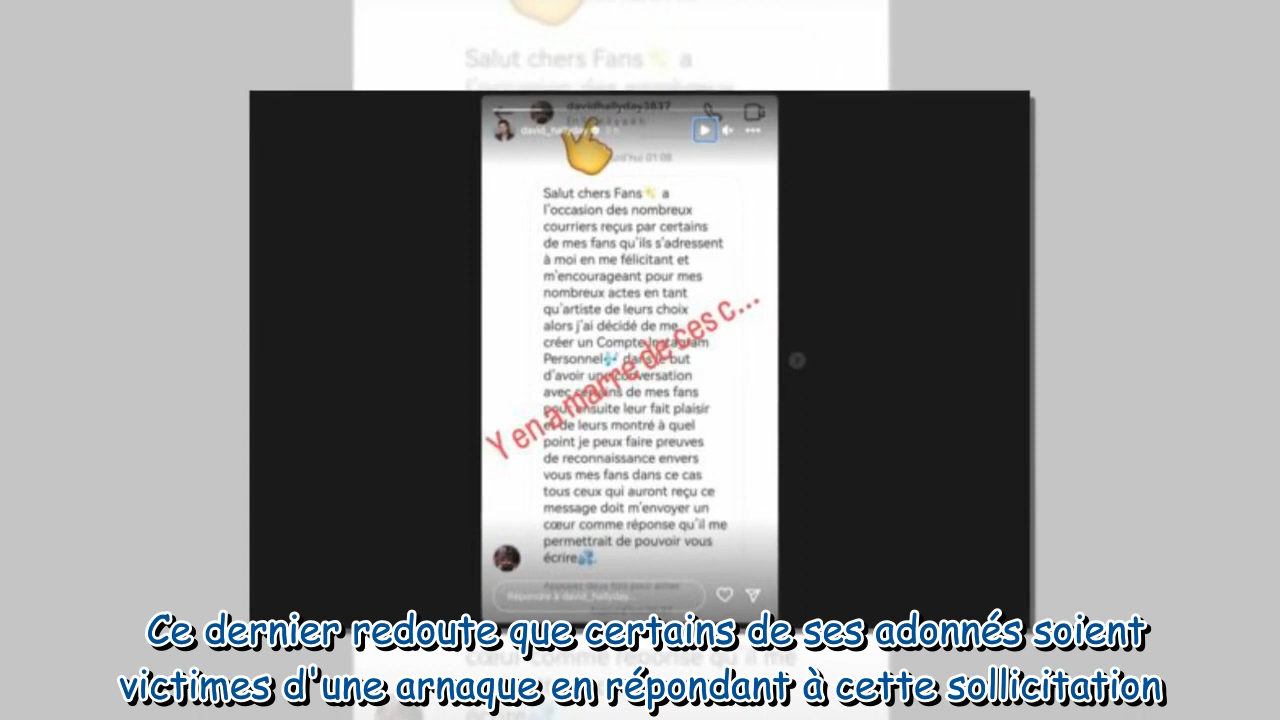 Salut chers Fans a
davidhallyday3837
david_hallyday
Salut chers Fans a
l'occasion des nombreux
courriers reçus par certains
de mes fans qu'ils s'adressent
à moi en me félicitant et
m'encourageant pour mes
nombreux actes en tant
qu'artiste de leurs choix
alors j'ai décidé de me
créer un Compte Instagram
Personnel dans le but
d'avoir une conversation
avec certains de mes fans
pour ensuite leur fait plaisir
et de leurs montré à quel
point je peux faire preuves
de reconnaissance envers
vous mes fans dans ce cas
tous ceux qui auront reçu ce
message doit m'envoyer un
cœur comme réponse qu'il me
permettrait de pouvoir vous
écrire
Y en a marre de ces c...
Répondre à david_hallyday...
Ce dernier redoute que certains de ses adonnés soient
victimes d'une arnaque en répondant à cette sollicitation